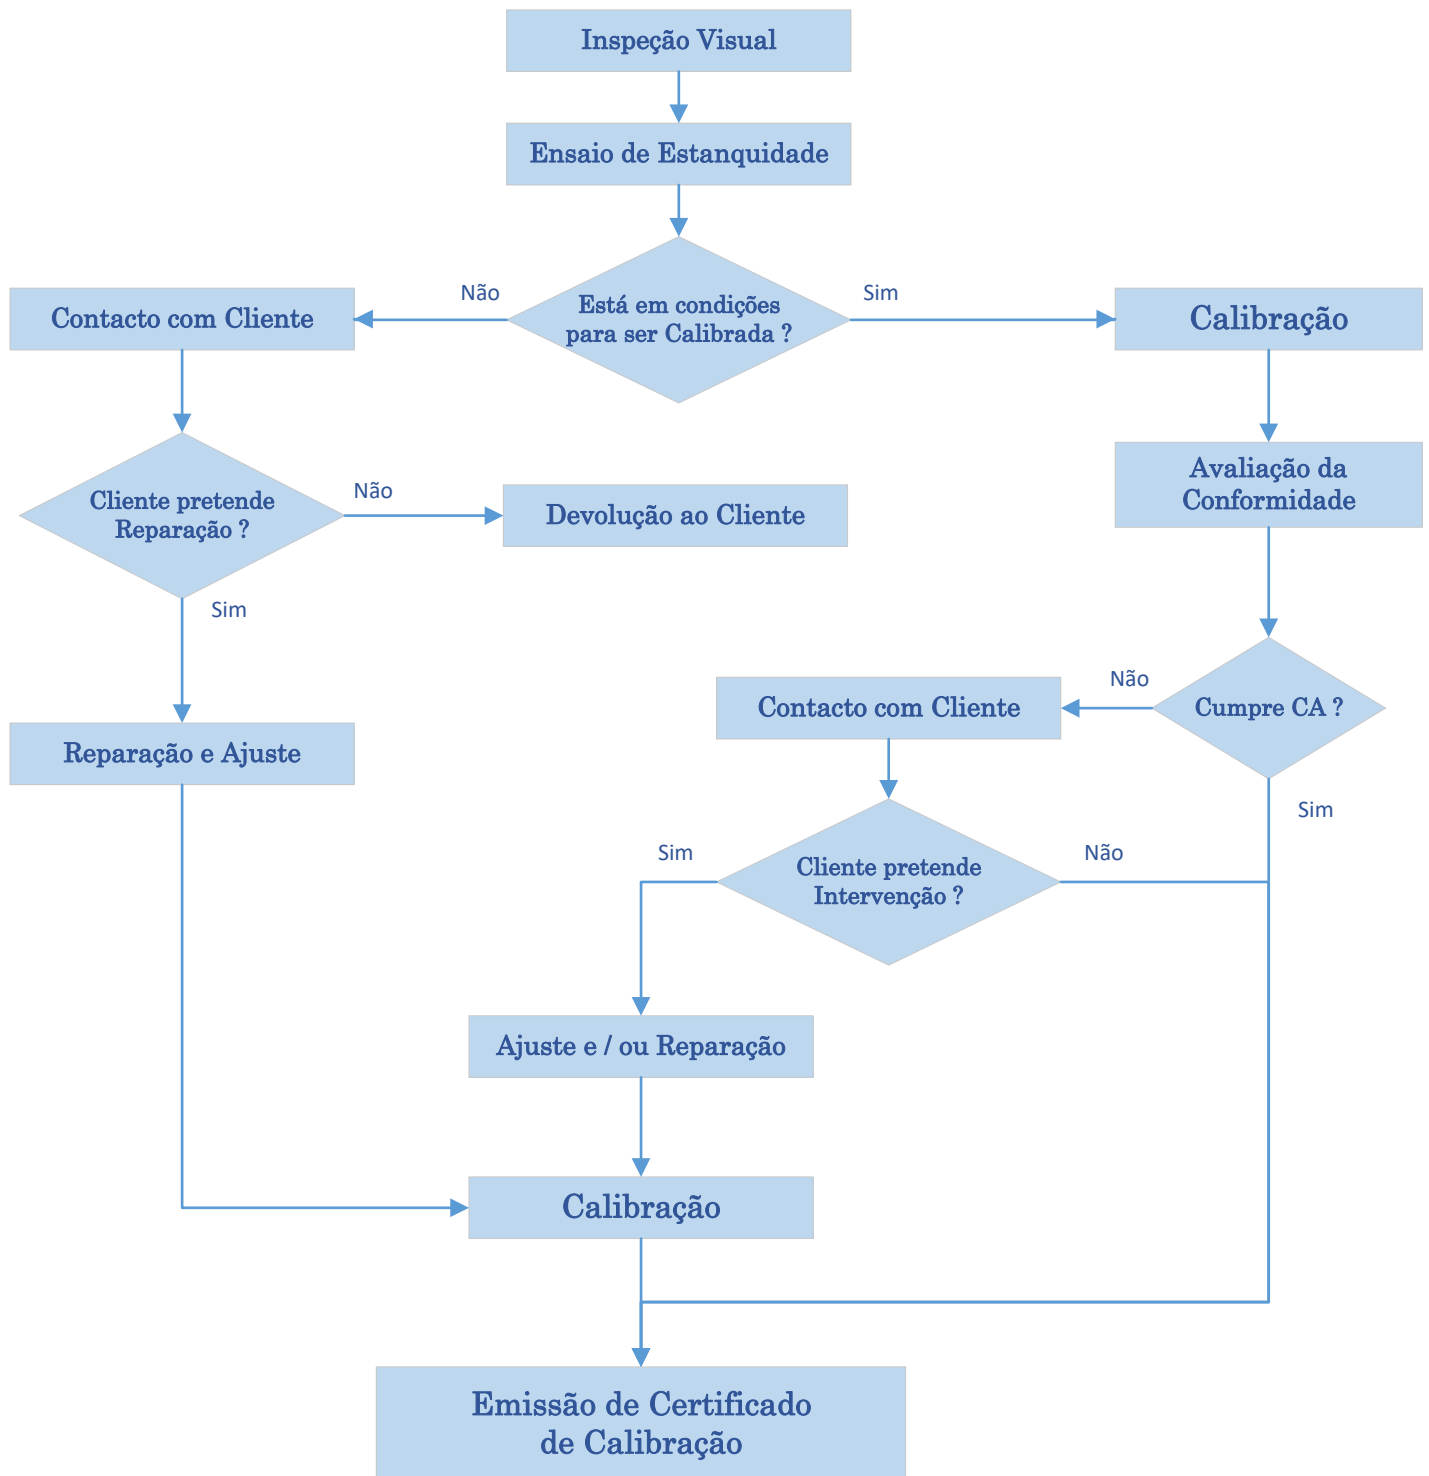 Inspeção Visual
Ensaio de Estanquidade
Não
Sim
Contacto com Cliente
Está em condições
para ser Calibrada ?
Calibração
Avaliação da
Conformidade
Cliente pretende
Reparação ?
Não
Devolução ao Cliente
Sim
Não
Contacto com Cliente
Cumpre CA ?
Reparação e Ajuste
Sim
Sim
Cliente pretende
Intervenção ?
Não
Ajuste e / ou Reparação
Calibração
Emissão de Certificado
de Calibração